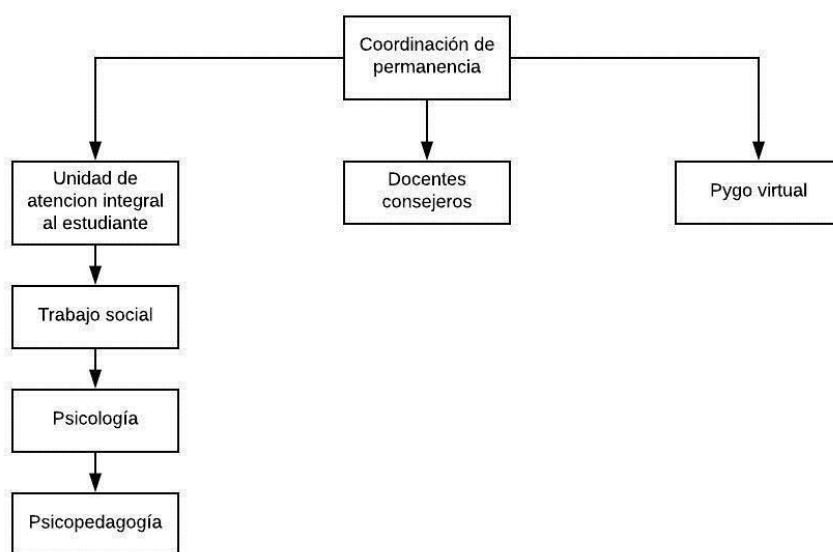 Coordinación de
permanencia
Unidad de
atencion integral
al estudiante
Docentes
consejeros
Pygo virtual
Trabajo social
Psicología
Psicopedagogía